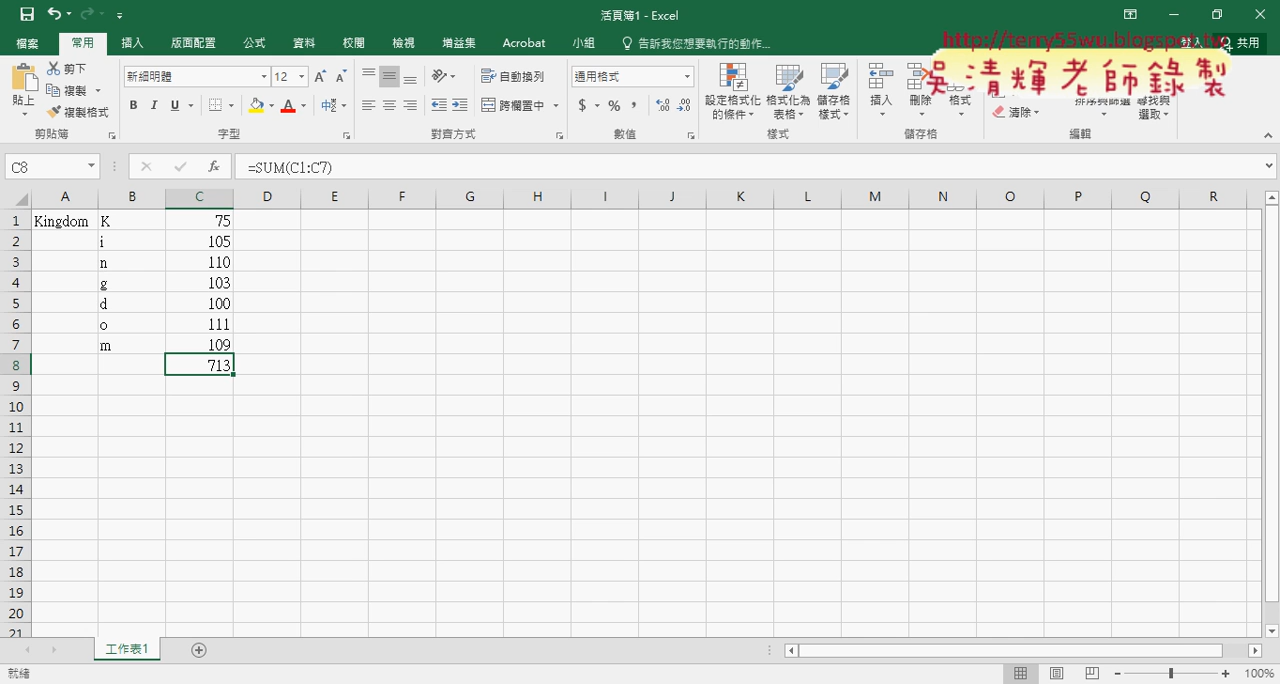 活頁簿1 - Excel
http://terry55wu.blogspot.tw
吳清輝老師錄製
檔案 常用 插入 版面配置 公式 資料 校閱 檢視 增益集 Acrobat 小組 告訴我您想要執行的動作... 登入 共用
貼上 剪下 複製 複製格式 剪貼簿
新細明體 12 B I U A 字型
自動換列 跨欄置中 對齊方式
通用格式 $ % , 數值
設定格式化的條件 格式化為表格 儲存格樣式 樣式
插入 刪除 格式 儲存格
清除 排序與篩選 尋找與選取 編輯
C8 fx =SUM(C1:C7)
A B C D E F G H I J K L M N O P Q R
1 Kingdom K 75
2 i 105
3 n 110
4 g 103
5 d 100
6 o 111
7 m 109
8 713
9
10
11
12
13
14
15
16
17
18
19
20
21
工作表1
就緒 100%